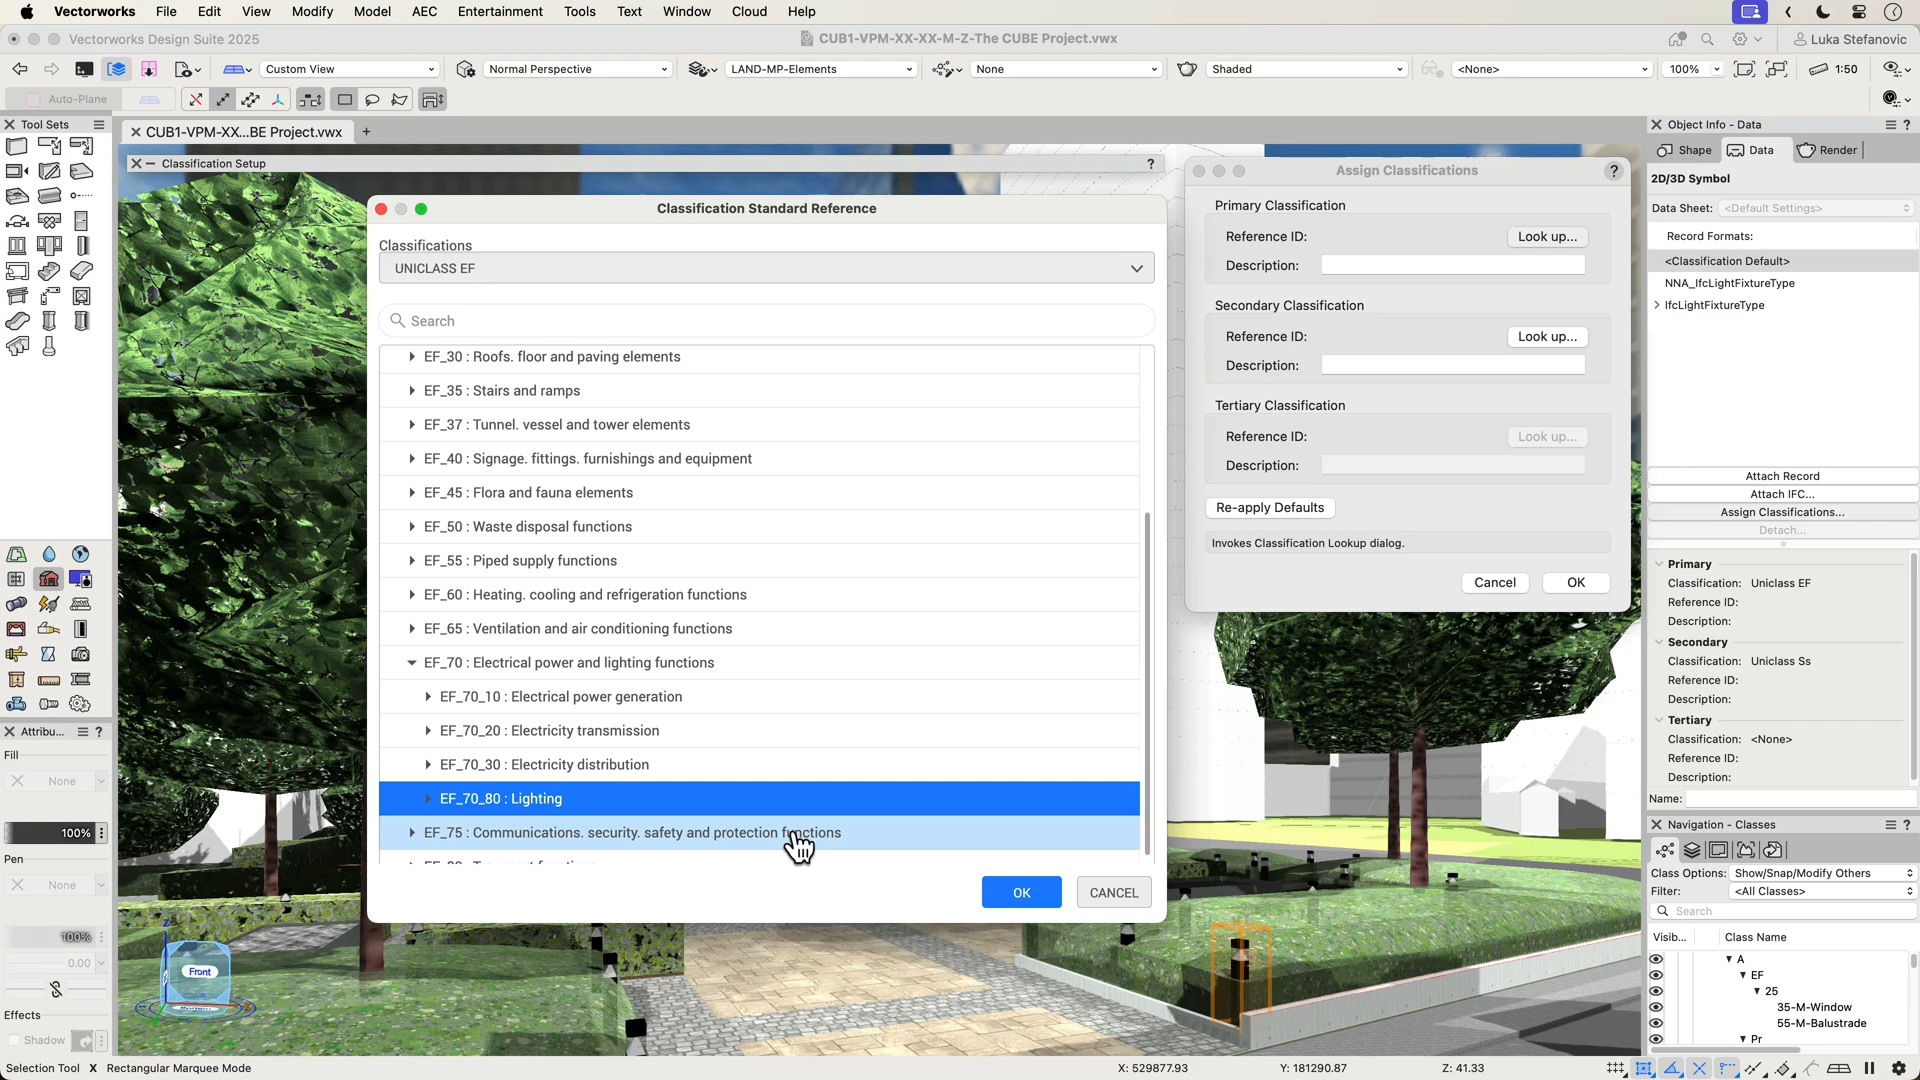 Vectorworks File Edit View Modify Model AEC Entertainment Tools Text Window Cloud Help
Vectorworks Design Suite 2025
CUB1-VPM-XX-XX-M-Z-The CUBE Project.vwx
Luka Stefanovic
Custom View
Normal Perspective
LAND-MP-Elements
None
Shaded
<None>
100%
1:50
Auto-Plane
Tool Sets
CUB1-VPM-XX...BE Project.vwx
Classification Setup
?
Classification Standard Reference
Classifications
UNICLASS EF
Search
EF_30 : Roofs. floor and paving elements
EF_35 : Stairs and ramps
EF_37 : Tunnel. vessel and tower elements
EF_40 : Signage. fittings. furnishings and equipment
EF_45 : Flora and fauna elements
EF_50 : Waste disposal functions
EF_55 : Piped supply functions
EF_60 : Heating. cooling and refrigeration functions
EF_65 : Ventilation and air conditioning functions
EF_70 : Electrical power and lighting functions
EF_70_10 : Electrical power generation
EF_70_20 : Electricity transmission
EF_70_30 : Electricity distribution
EF_70_80 : Lighting
EF_75 : Communications. security. safety and protection functions
OK
CANCEL
Assign Classifications
?
Primary Classification
Reference ID:
Look up...
Description:
Secondary Classification
Reference ID:
Look up...
Description:
Tertiary Classification
Reference ID:
Look up...
Description:
Re-apply Defaults
Invokes Classification Lookup dialog.
Cancel
OK
Object Info - Data
?
Shape
Data
Render
2D/3D Symbol
Data Sheet: <Default Settings>
Record Formats:
<Classification Default>
NNA_IfcLightFixtureType
IfcLightFixtureType
Attach Record
Attach IFC...
Assign Classifications...
Detach...
Primary
Classification: Uniclass EF
Reference ID:
Description:
Secondary
Classification: Uniclass Ss
Reference ID:
Description:
Tertiary
Classification: <None>
Reference ID:
Description:
Name:
Navigation - Classes
?
Class Options: Show/Snap/Modify Others
Filter: <All Classes>
Search
Visib...
Class Name
A
EF
25
35-M-Window
55-M-Balustrade
Pr
Attribu...
?
Fill
None
100%
Pen
None
100%
0.00
Effects
Shadow
Z
Front
Selection Tool X Rectangular Marquee Mode
X: 529877.93
Y: 181290.87
Z: 41.33